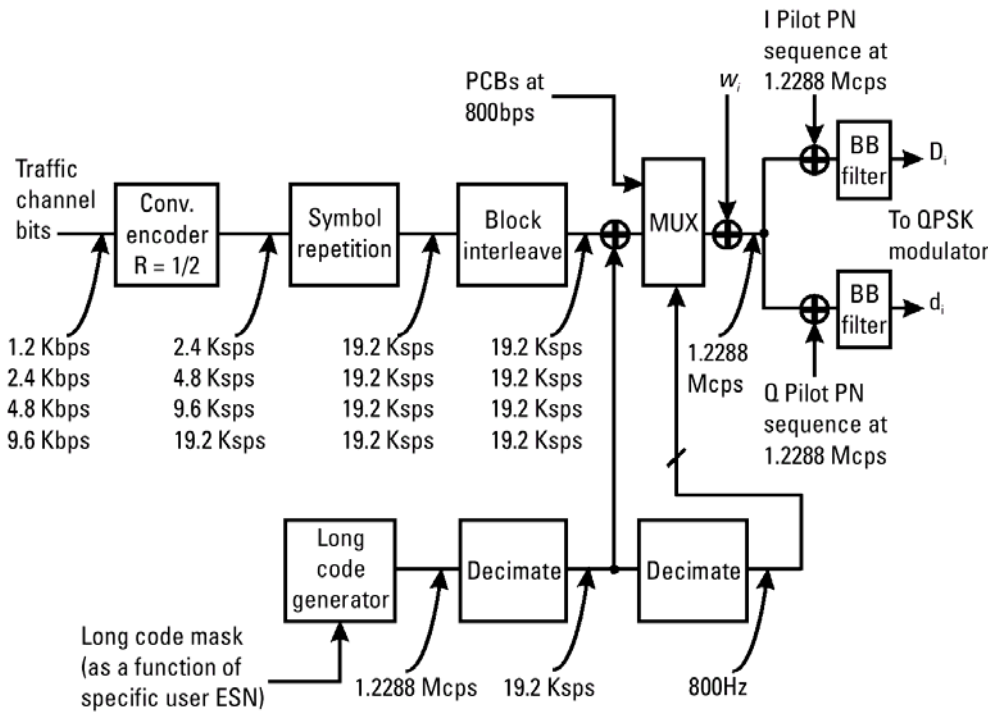 I Pilot PN
sequence at
1.2288 Mcps
PCBs at
800bps
w_i
Traffic
channel
bits
Conv.
encoder
R = 1/2
Symbol
repetition
Block
interleave
MUX
BB
filter
D_i
To QPSK
modulator
BB
filter
d_i
1.2 Kbps
2.4 Kbps
4.8 Kbps
9.6 Kbps
2.4 Ksps
4.8 Ksps
9.6 Ksps
19.2 Ksps
19.2 Ksps
19.2 Ksps
19.2 Ksps
19.2 Ksps
19.2 Ksps
19.2 Ksps
19.2 Ksps
19.2 Ksps
1.2288
Mcps
Q Pilot PN
sequence at
1.2288 Mcps
Long
code
generator
Decimate
Decimate
Long code mask
(as a function of
specific user ESN)
1.2288 Mcps
19.2 Ksps
800Hz